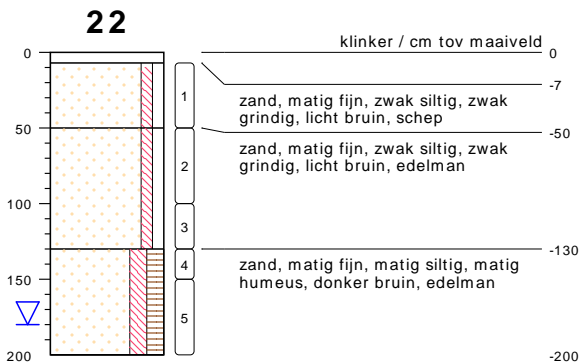 22
klinker / cm tov maaiveld
0
0
-7
1
zand, matig fijn, zwak siltig, zwak
grindig, licht bruin, schep
50
-50
zand, matig fijn, zwak siltig, zwak
grindig, licht bruin, edelman
2
100
3
-130
4
zand, matig fijn, matig siltig, matig
humeus, donker bruin, edelman
150
5
200
-200